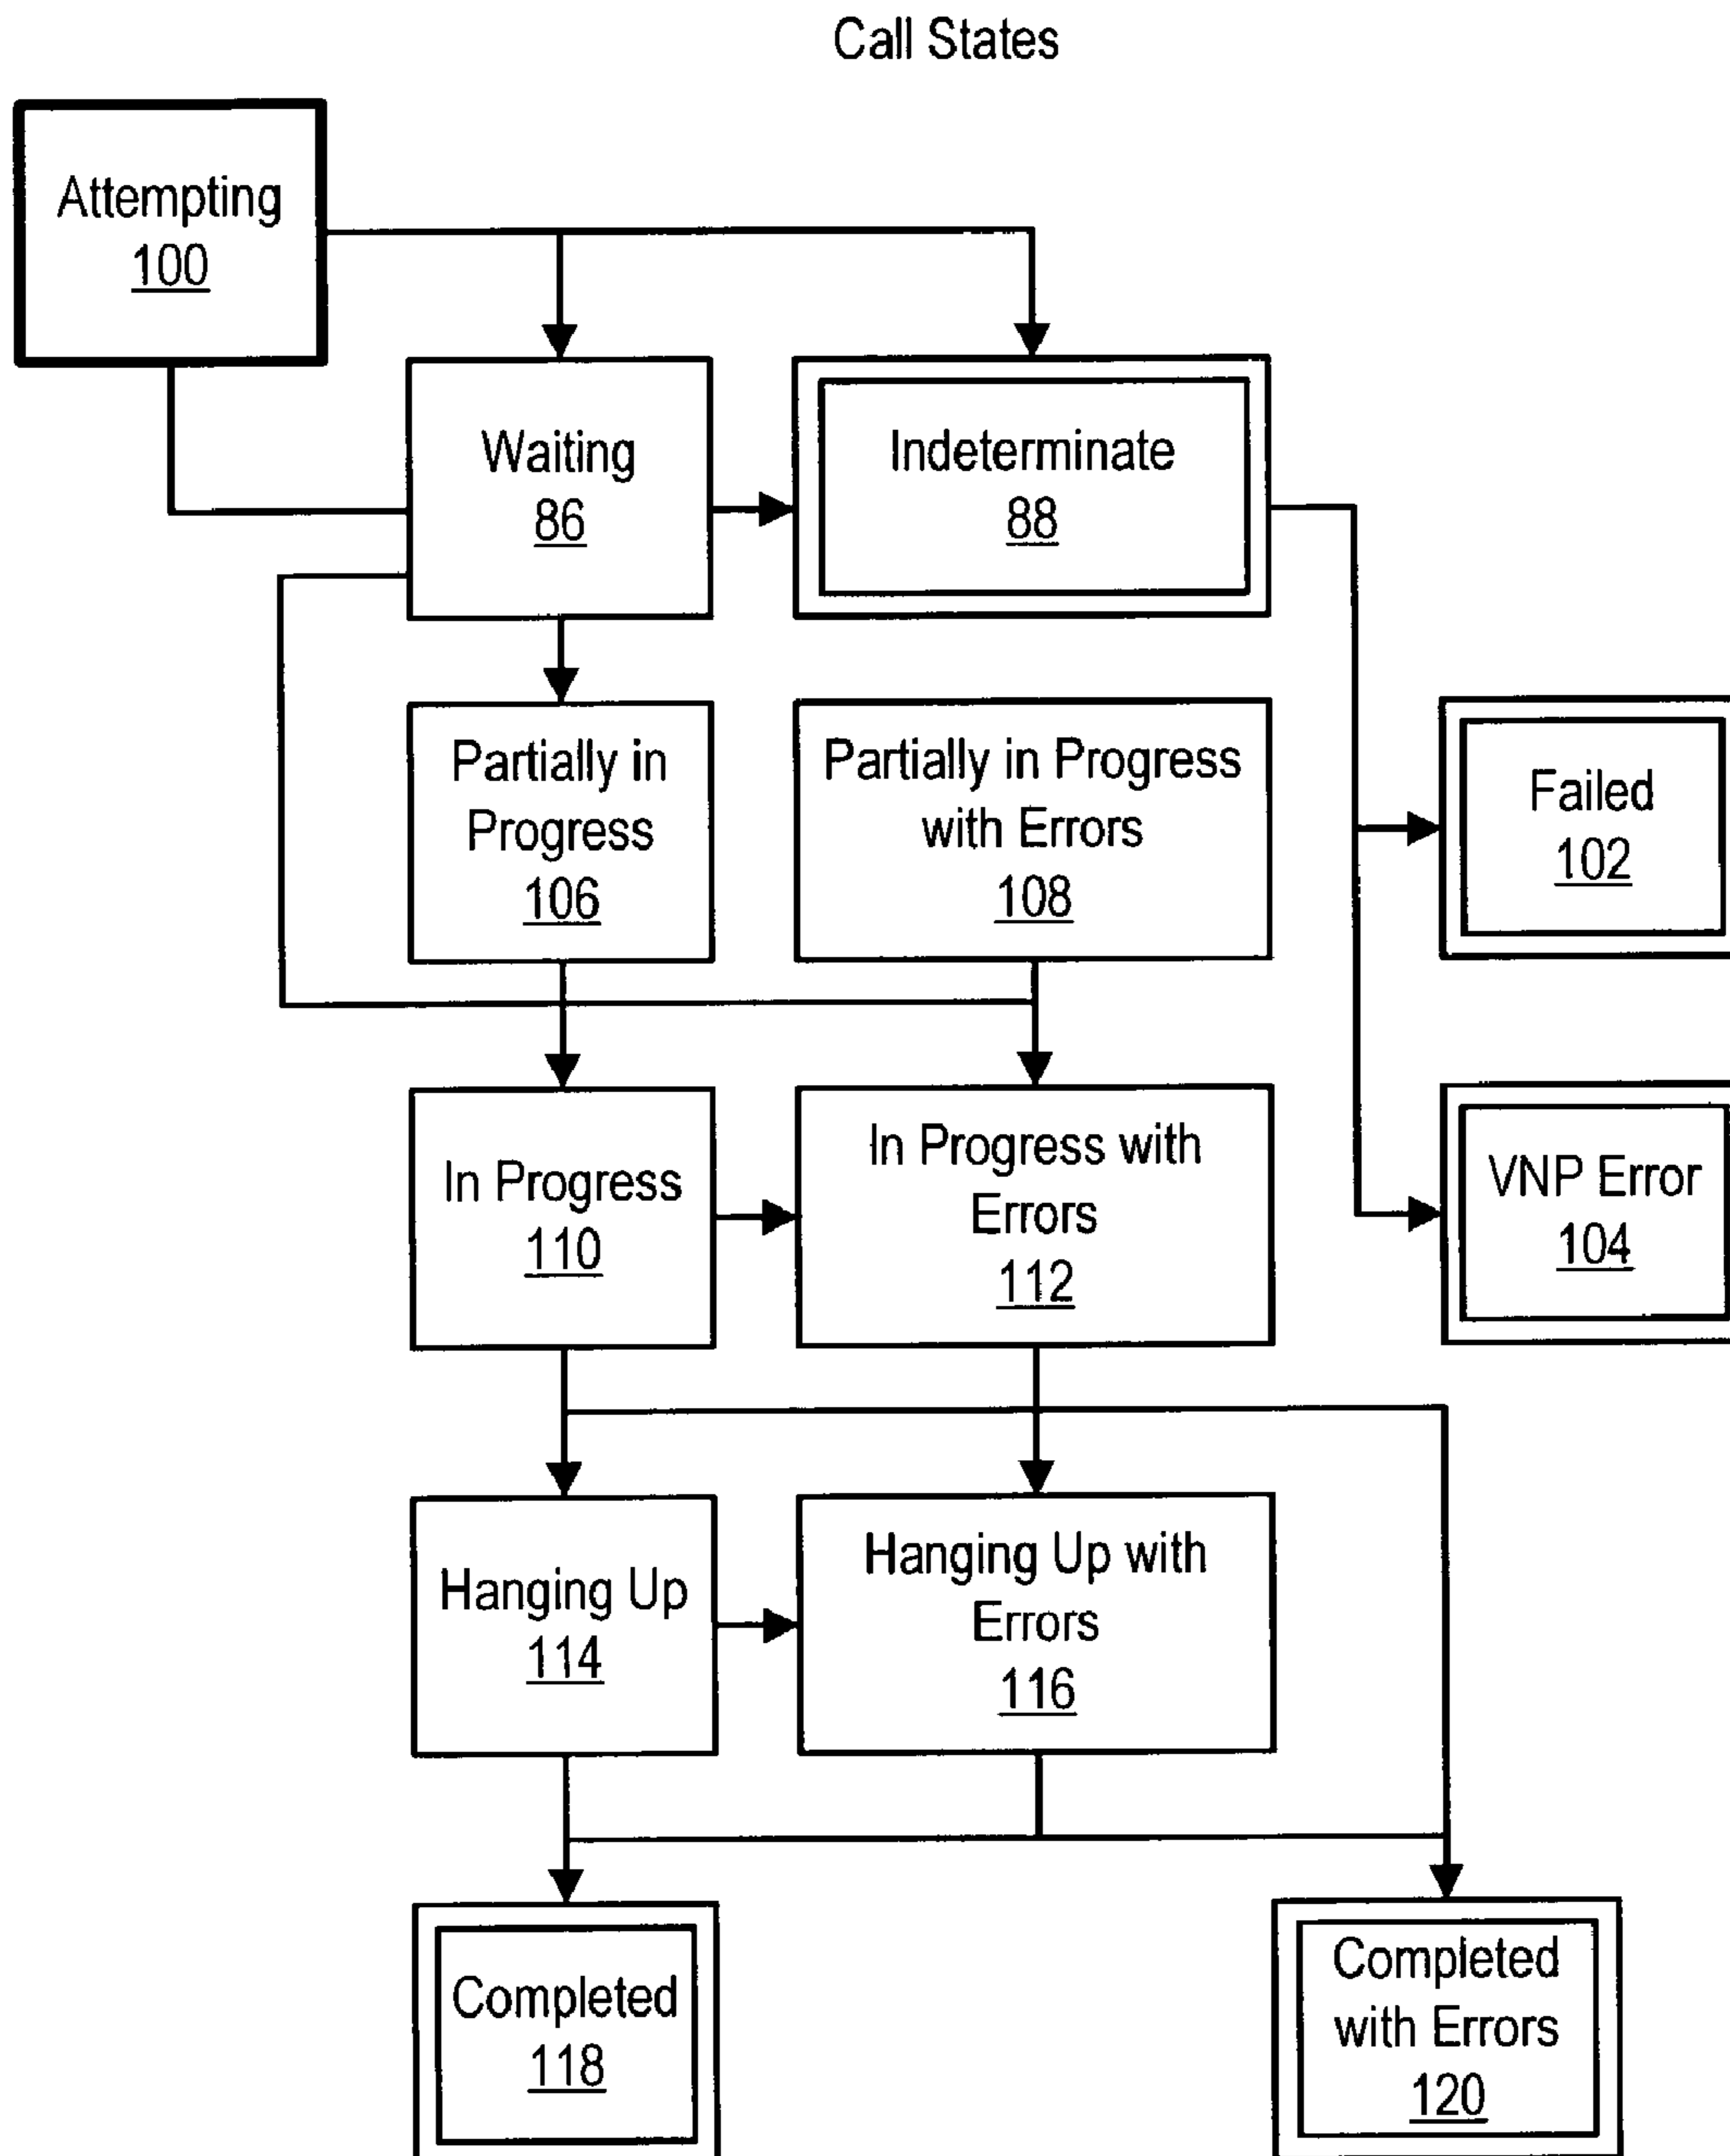 Call States
Attempting
100
Waiting
86
Indeterminate
88
Partially in
Progress
106
Partially in Progress
with Errors
108
Failed
102
In Progress
110
In Progress with
Errors
112
VNP Error
104
Hanging Up
114
Hanging Up with
Errors
116
Completed
118
Completed
with Errors
120